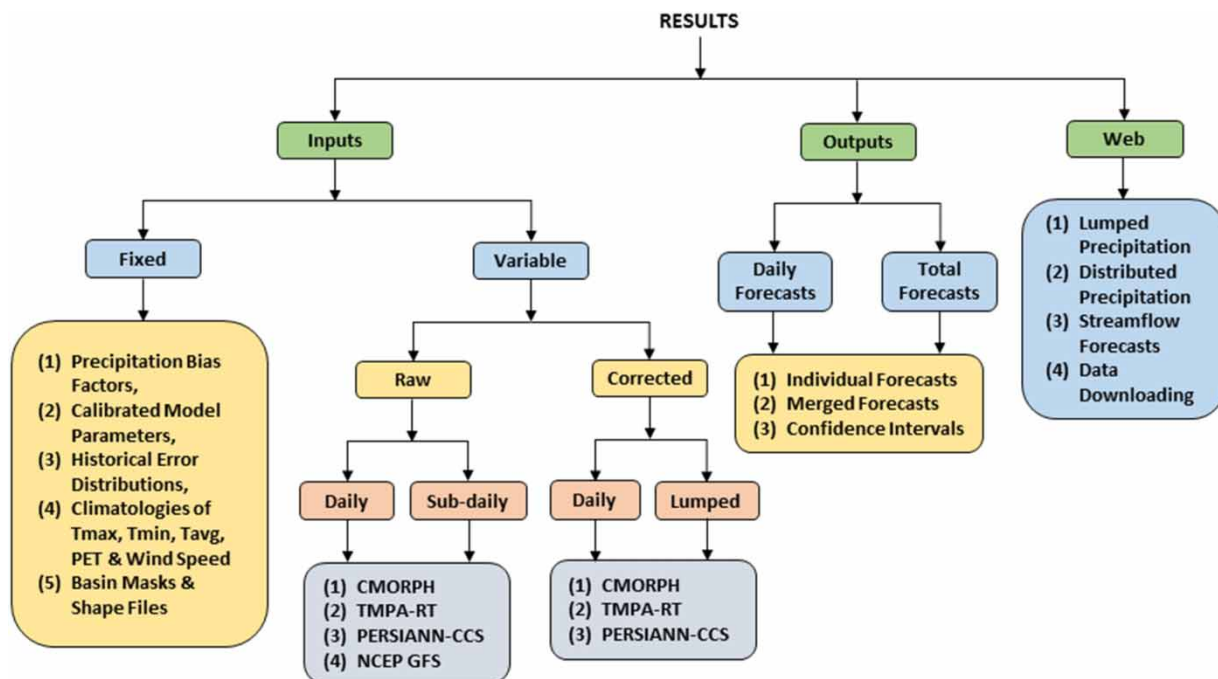 RESULTS
Inputs
Outputs
Web
Fixed
Variable
Daily
Forecasts
Total
Forecasts
(1) Lumped
Precipitation
(2) Distributed
Precipitation
(3) Streamflow
Forecasts
(4) Data
Downloading
(1) Precipitation Bias
Factors,
(2) Calibrated Model
Parameters,
(3) Historical Error
Distributions,
(4) Climatologies of
Tmax, Tmin, Tavg,
PET & Wind Speed
(5) Basin Masks &
Shape Files
Raw
Corrected
(1) Individual Forecasts
(2) Merged Forecasts
(3) Confidence Intervals
Daily
Sub-daily
Daily
Lumped
(1) CMORPH
(2) TMPA-RT
(3) PERSIANN-CCS
(4) NCEP GFS
(1) CMORPH
(2) TMPA-RT
(3) PERSIANN-CCS